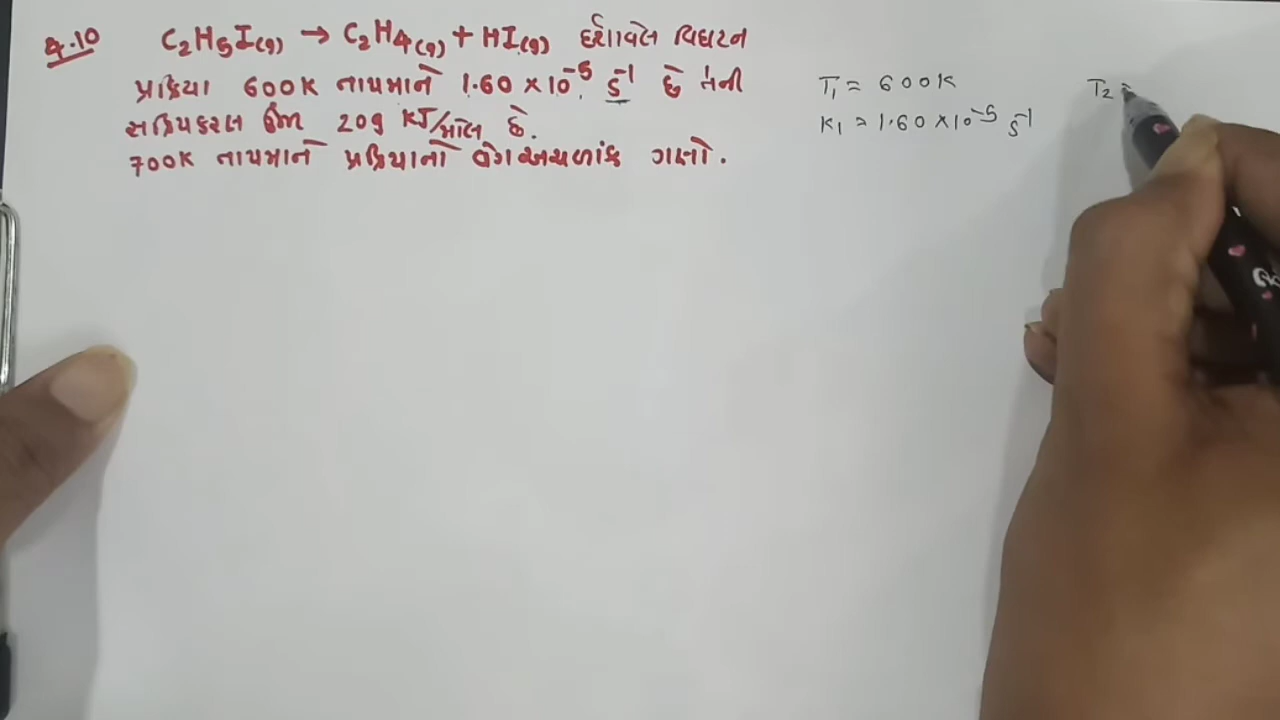 પ્ર.10 C₂H₅I(g) → C₂H₄(g) + HI(g) દર્શાવેલ વિઘટન
પ્રક્રિયા 600K તાપમાને 1.60 × 10⁻⁵ s⁻¹ છે તેની
સક્રિયકરણ ઊર્જા 209 KJ/મોલ છે.
700K તાપમાને પ્રક્રિયાનો વેગઅચળાંક ગણો.
T₁ = 600K
K₁ = 1.60 × 10⁻⁵ s⁻¹
T₂ =